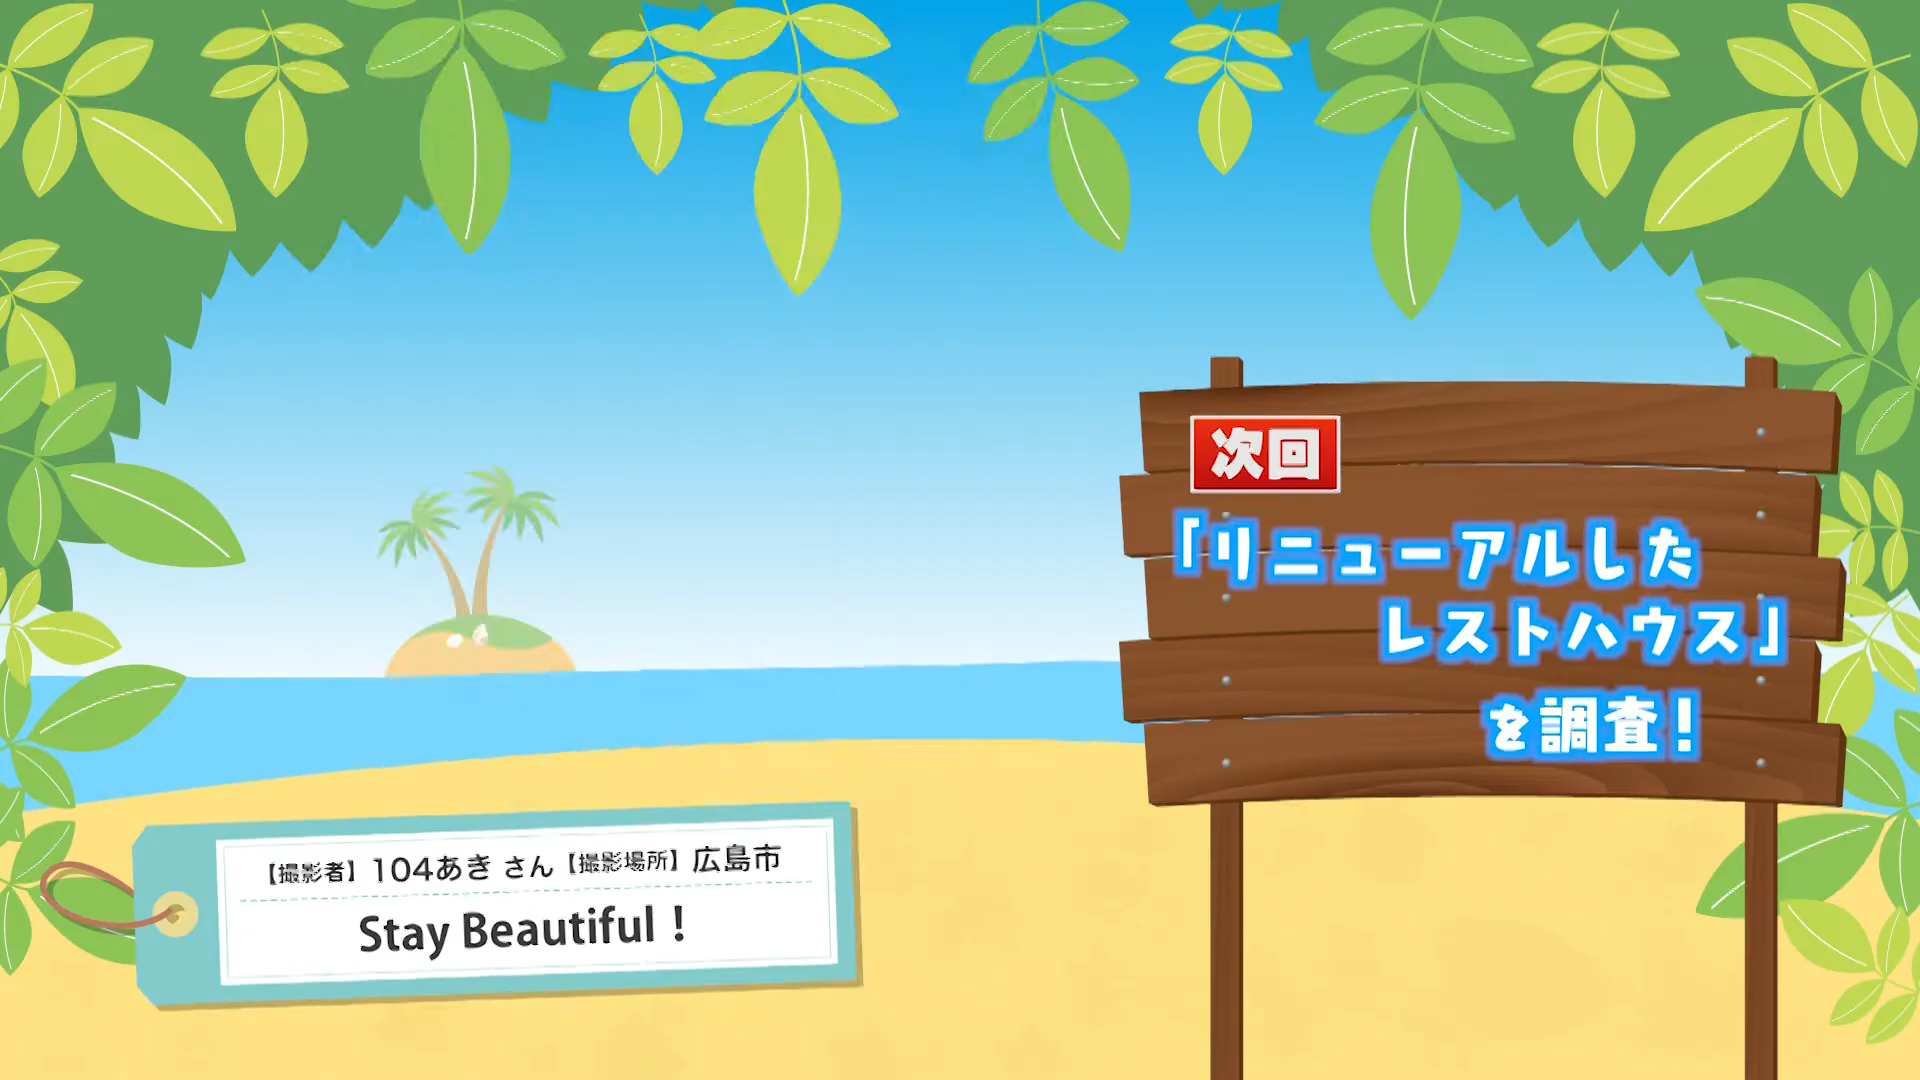 次回
「リニューアルした
レストハウス」
を調査!
【撮影者】104あき さん【撮影場所】広島市
Stay Beautiful!